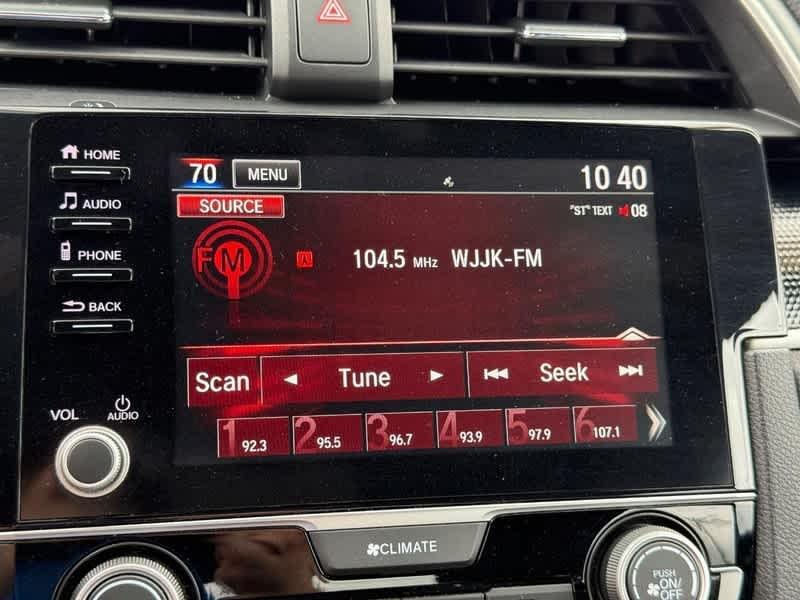 HOME
AUDIO
PHONE
BACK
VOL
AUDIO
70 MENU 10 40
SOURCE "ST" TEXT 08
FM 104.5 MHz WJJK-FM
Scan Tune Seek
1 92.3 2 95.5 3 96.7 4 93.9 5 97.9 6 107.1
CLIMATE
PUSH
ON/
OFF